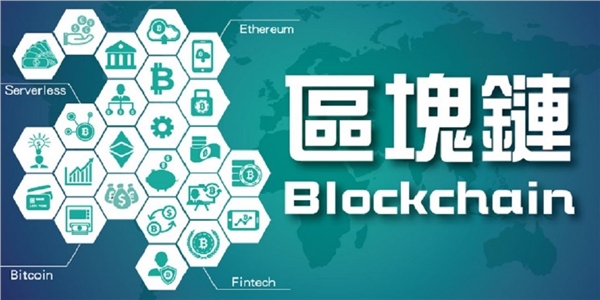 Ethereum
Serverless
區塊鏈
Blockchain
Bitcoin
Fintech